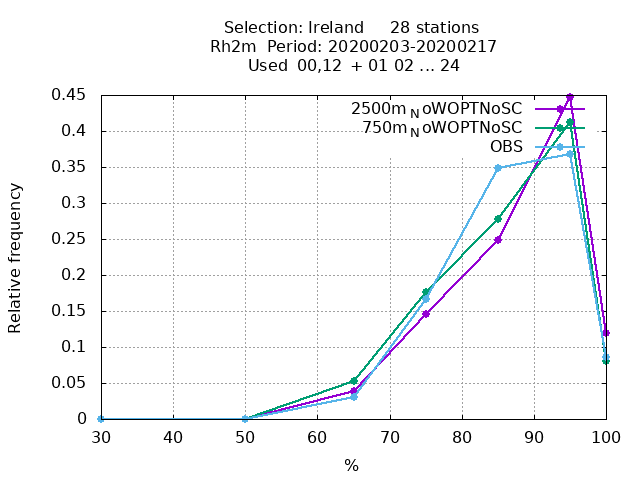 Selection: Ireland 28 stations
Rh2m Period: 20200203-20200217
Used 00,12 + 01 02 ... 24
0.45
2500m_NoWOPTNoSC
0.4
750m_NoWOPTNoSC
OBS
0.35
0.3
0.25
Relative frequency
0.2
0.15
0.1
0.05
0
30 40 50 60 70 80 90 100
%